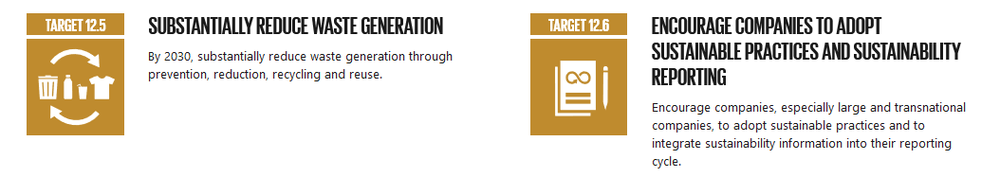 TARGET 12.5
SUBSTANTIALLY REDUCE WASTE GENERATION
By 2030, substantially reduce waste generation through
prevention, reduction, recycling and reuse.
TARGET 12.6
ENCOURAGE COMPANIES TO ADOPT
SUSTAINABLE PRACTICES AND SUSTAINABILITY
REPORTING
Encourage companies, especially large and transnational
companies, to adopt sustainable practices and to
integrate sustainability information into their reporting
cycle.